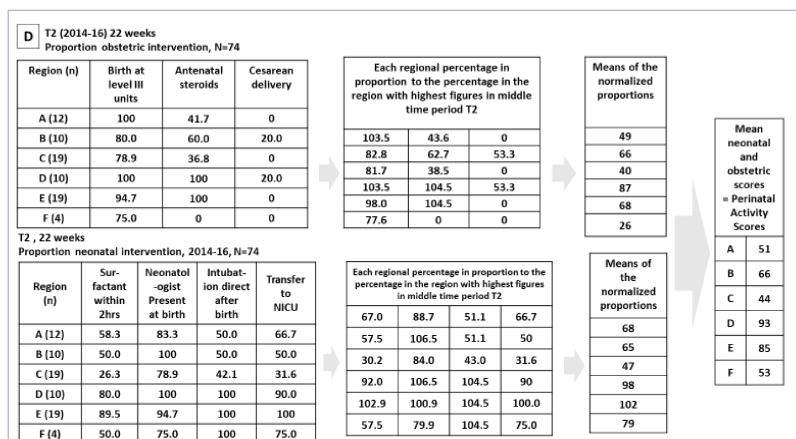 D
T2 (2014-16) 22 weeks
Proportion obstetric intervention, N=74
Region (n)
Birth at
level III
units
Antenatal
steroids
Cesarean
delivery
A (12) 100 41.7 0
B (10) 80.0 60.0 20.0
C (19) 78.9 36.8 0
D (10) 100 100 20.0
E (19) 94.7 100 0
F (4) 75.0 0 0
Each regional percentage in
proportion to the percentage in the
region with highest figures in middle
time period T2
103.5 43.6 0
82.8 62.7 53.3
81.7 38.5 0
103.5 104.5 53.3
98.0 104.5 0
77.6 0 0
Means of the
normalized
proportions
49
66
40
87
68
26
T2 , 22 weeks
Proportion neonatal intervention, 2014-16, N=74
Region
(n)
Sur-
factant
within
2hrs
Neonatol
-ogist
Present
at birth
Intubat-
ion direct
after
birth
Transfer
to
NICU
A (12) 58.3 83.3 50.0 66.7
B (10) 50.0 100 50.0 50.0
C (19) 26.3 78.9 42.1 31.6
D (10) 80.0 100 100 90.0
E (19) 89.5 94.7 100 100
F (4) 50.0 75.0 100 75.0
Each regional percentage in proportion to the
percentage in the region with highest figures
in middle time period T2
67.0 88.7 51.1 66.7
57.5 106.5 51.1 50
30.2 84.0 43.0 31.6
92.0 106.5 104.5 90
102.9 100.9 104.5 100.0
57.5 79.9 104.5 75.0
Means of
the
normalized
proportions
68
65
47
98
102
79
Mean
neonatal
and
obstetric
scores
= Perinatal
Activity
Scores
A 51
B 66
C 44
D 93
E 85
F 53